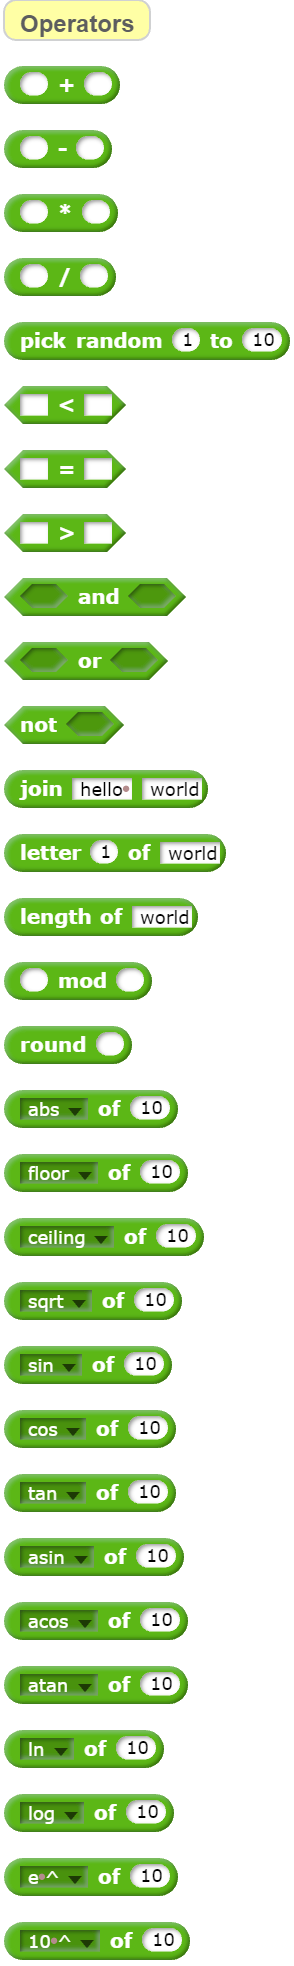 Operators
+
-
*
/
pick random 1 to 10
<
=
>
and
or
not
join hello world
letter 1 of world
length of world
mod
round
abs of 10
floor of 10
ceiling of 10
sqrt of 10
sin of 10
cos of 10
tan of 10
asin of 10
acos of 10
atan of 10
ln of 10
log of 10
e ^ of 10
10 ^ of 10